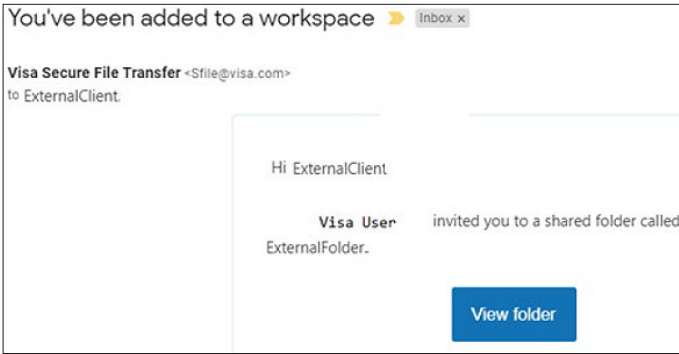 You've been added to a workspace Inbox x
Visa Secure File Transfer <Sfile@visa.com>
to ExternalClient.
Hi ExternalClient
Visa User invited you to a shared folder called
ExternalFolder.
View folder